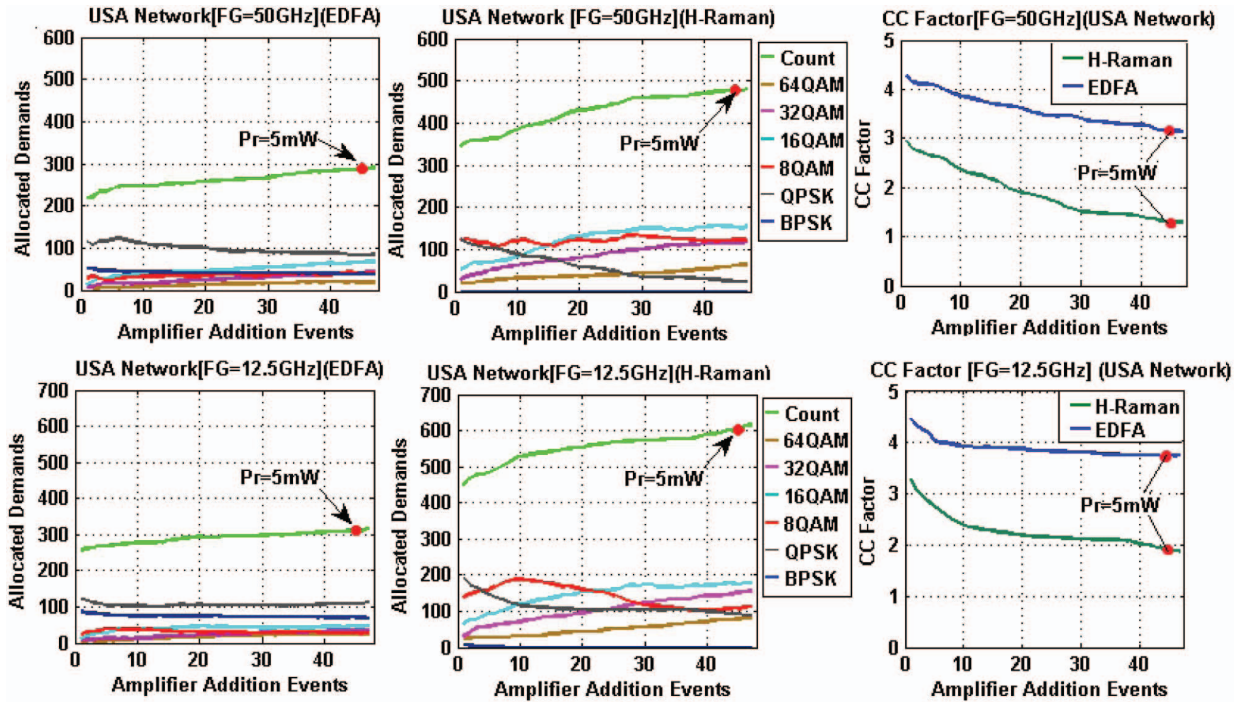 USA Network[FG=50GHz](EDFA)
600
500
400
300
200
100
0
Allocated Demands
Pr=5mW
0
10
20
30
40
Amplifier Addition Events
USA Network [FG=50GHz](H-Raman)
600
500
400
300
200
100
0
Allocated Demands
Pr=5mW
0
10
20
30
40
Amplifier Addition Events
Count
64QAM
32QAM
16QAM
8QAM
QPSK
BPSK
CC Factor[FG=50GHz](USA Network)
5
4
3
2
1
0
CC Factor
H-Raman
EDFA
Pr=5mW
0
10
20
30
40
Amplifier Addition Events
USA Network[FG=12.5GHz](EDFA)
700
600
500
400
300
200
100
0
Allocated Demands
Pr=5mW
0
10
20
30
40
Amplifier Addition Events
USA Network[FG=12.5GHz](H-Raman)
700
600
500
400
300
200
100
0
Allocated Demands
Pr=5mW
0
10
20
30
40
Amplifier Addition Events
Count
64QAM
32QAM
16QAM
8QAM
QPSK
BPSK
CC Factor [FG=12.5GHz] (USA Network)
5
4
3
2
1
0
CC Factor
H-Raman
EDFA
Pr=5mW
0
10
20
30
40
Amplifier Addition Events